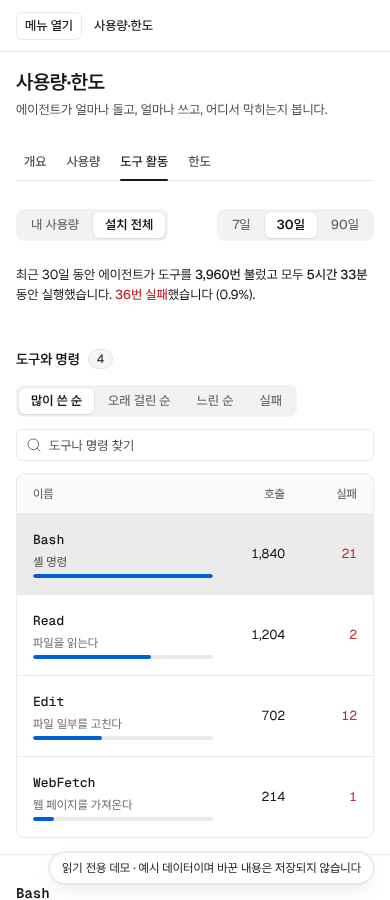 메뉴 열기 사용량·한도
사용량·한도
에이전트가 얼마나 돌고, 얼마나 쓰고, 어디서 막히는지 봅니다.
개요 사용량 도구 활동 한도
내 사용량 설치 전체 7일 30일 90일
최근 30일 동안 에이전트가 도구를 3,960번 불렀고 모두 5시간 33분
동안 실행했습니다. 36번 실패했습니다 (0.9%).
도구와 명령 4
많이 쓴 순 오래 걸린 순 느린 순 실패
도구나 명령 찾기
이름 호출 실패
Bash
셸 명령
1,840 21
Read
파일을 읽는다
1,204 2
Edit
파일 일부를 고친다
702 12
WebFetch
웹 페이지를 가져온다
214 1
읽기 전용 데모 · 예시 데이터이며 바꾼 내용은 저장되지 않습니다
Bash